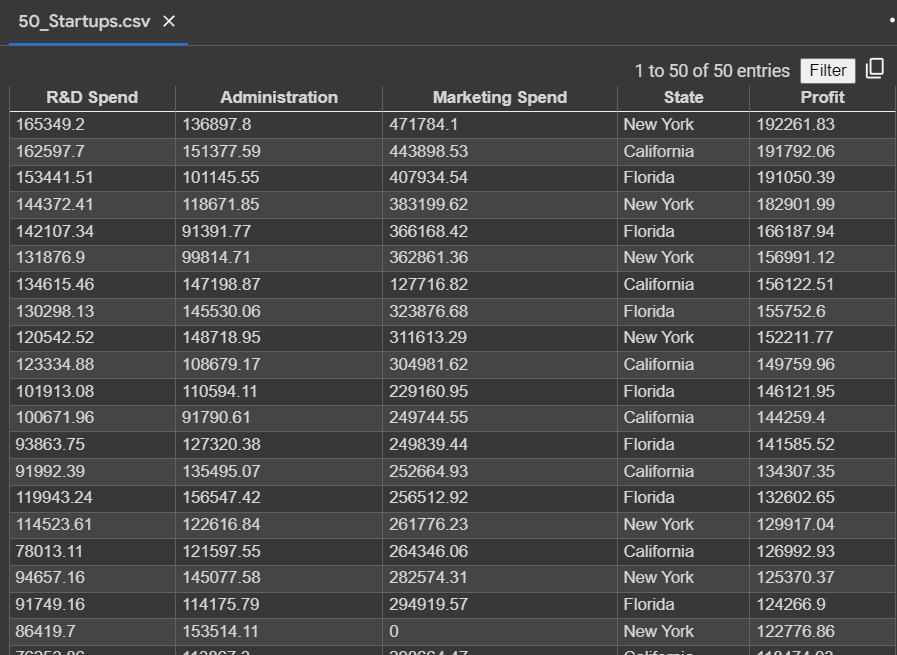 50_Startups.csv ×
1 to 50 of 50 entries Filter
R&D Spend Administration Marketing Spend State Profit
165349.2 136897.8 471784.1 New York 192261.83
162597.7 151377.59 443898.53 California 191792.06
153441.51 101145.55 407934.54 Florida 191050.39
144372.41 118671.85 383199.62 New York 182901.99
142107.34 91391.77 366168.42 Florida 166187.94
131876.9 99814.71 362861.36 New York 156991.12
134615.46 147198.87 127716.82 California 156122.51
130298.13 145530.06 323876.68 Florida 155752.6
120542.52 148718.95 311613.29 New York 152211.77
123334.88 108679.17 304981.62 California 149759.96
101913.08 110594.11 229160.95 Florida 146121.95
100671.96 91790.61 249744.55 California 144259.4
93863.75 127320.38 249839.44 Florida 141585.52
91992.39 135495.07 252664.93 California 134307.35
119943.24 156547.42 256512.92 Florida 132602.65
114523.61 122616.84 261776.23 New York 129917.04
78013.11 121597.55 264346.06 California 126992.93
94657.16 145077.58 282574.31 New York 125370.37
91749.16 114175.79 294919.57 Florida 124266.9
86419.7 153514.11 0 New York 122776.86